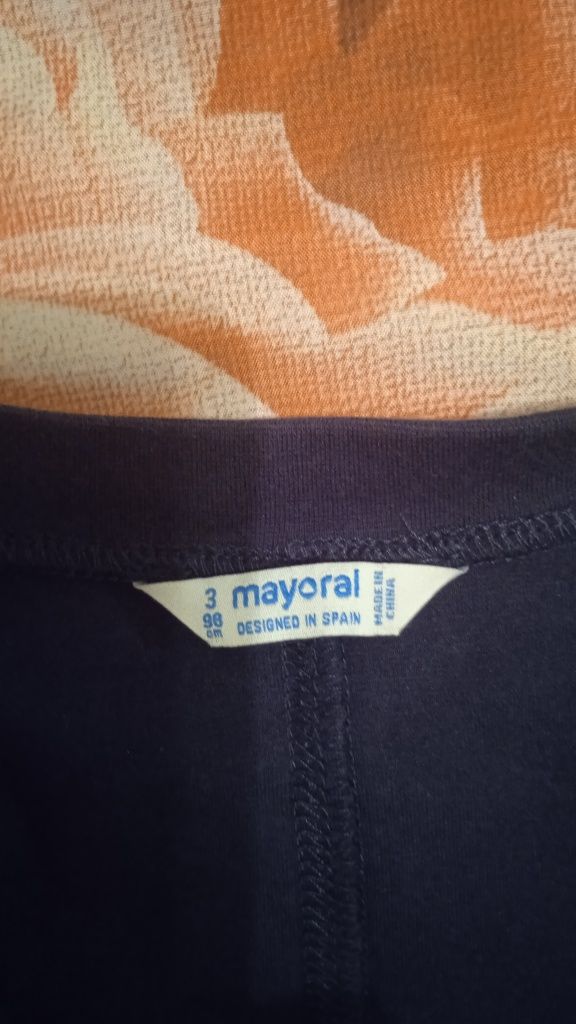 3
98
cm
mayoral
DESIGNED IN SPAIN
MADE IN
CHINA